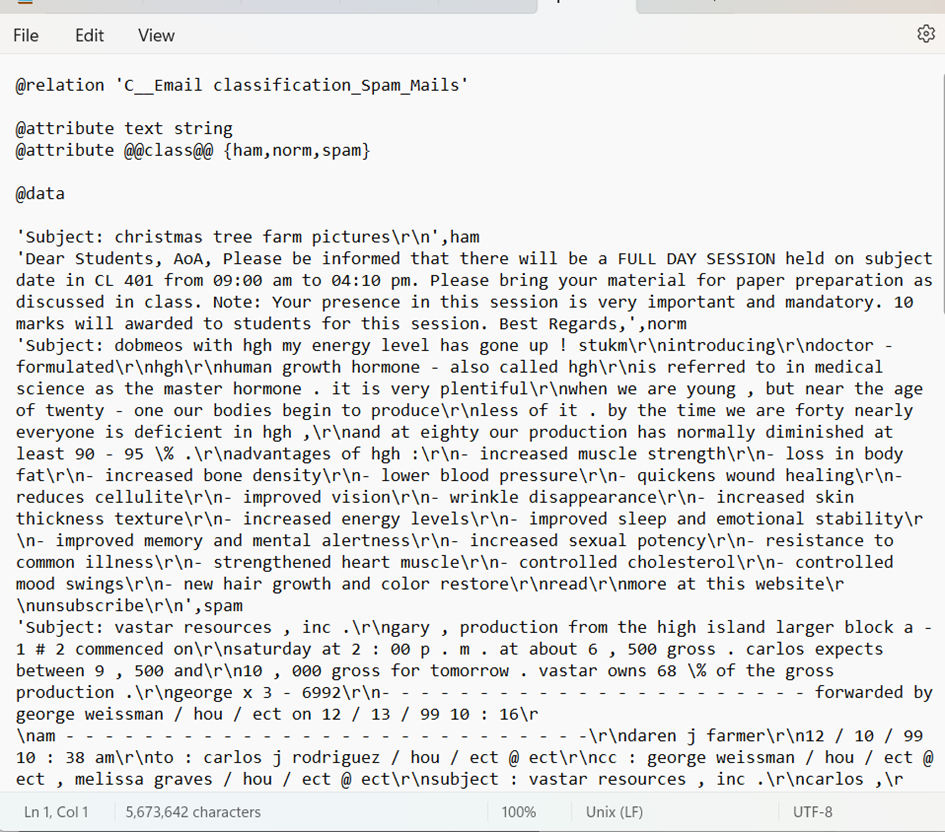 File Edit View
@relation 'C__Email classification_Spam_Mails'
@attribute text string
@attribute @@class@@ {ham,norm,spam}
@data
'Subject: christmas tree farm pictures\r\n',ham
'Dear Students, AoA, Please be informed that there will be a FULL DAY SESSION held on subject
date in CL 401 from 09:00 am to 04:10 pm. Please bring your material for paper preparation as
discussed in class. Note: Your presence in this session is very important and mandatory. 10
marks will awarded to students for this session. Best Regards,',norm
'Subject: dobmeos with hgh my energy level has gone up ! stukm\r\nintroducing\r\ndoctor -
formulated\r\nhgh\r\nhuman growth hormone - also called hgh\r\nis referred to in medical
science as the master hormone . it is very plentiful\r\nwhen we are young , but near the age
of twenty - one our bodies begin to produce\r\nless of it . by the time we are forty nearly
everyone is deficient in hgh ,\r\nand at eighty our production has normally diminished at
least 90 - 95 \% .\r\nadvantages of hgh :\r\n- increased muscle strength\r\n- loss in body
fat\r\n- increased bone density\r\n- lower blood pressure\r\n- quickens wound healing\r\n-
reduces cellulite\r\n- improved vision\r\n- wrinkle disappearance\r\n- increased skin
thickness texture\r\n- increased energy levels\r\n- improved sleep and emotional stability\r
\n- improved memory and mental alertness\r\n- increased sexual potency\r\n- resistance to
common illness\r\n- strengthened heart muscle\r\n- controlled cholesterol\r\n- controlled
mood swings\r\n- new hair growth and color restore\r\nread\r\nmore at this website\r
\nunsubscribe\r\n',spam
'Subject: vastar resources , inc .\r\ngary , production from the high island larger block a -
1 # 2 commenced on\r\nsaturday at 2 : 00 p . m . at about 6 , 500 gross . carlos expects
between 9 , 500 and\r\n10 , 000 gross for tomorrow . vastar owns 68 \% of the gross
production .\r\ngeorge x 3 - 6992\r\n- - - - - - - - - - - - - - - - - - - - - - forwarded by
george weissman / hou / ect on 12 / 13 / 99 10 : 16\r
\nam - - - - - - - - - - - - - - - - - - - - - - - - - - -\r\ndaren j farmer\r\n12 / 10 / 99
10 : 38 am\r\nto : carlos j rodriguez / hou / ect @ ect\r\ncc : george weissman / hou / ect @
ect , melissa graves / hou / ect @ ect\r\nsubject : vastar resources , inc .\r\ncarlos ,\r
Ln 1, Col 1 5,673,642 characters 100% Unix (LF) UTF-8